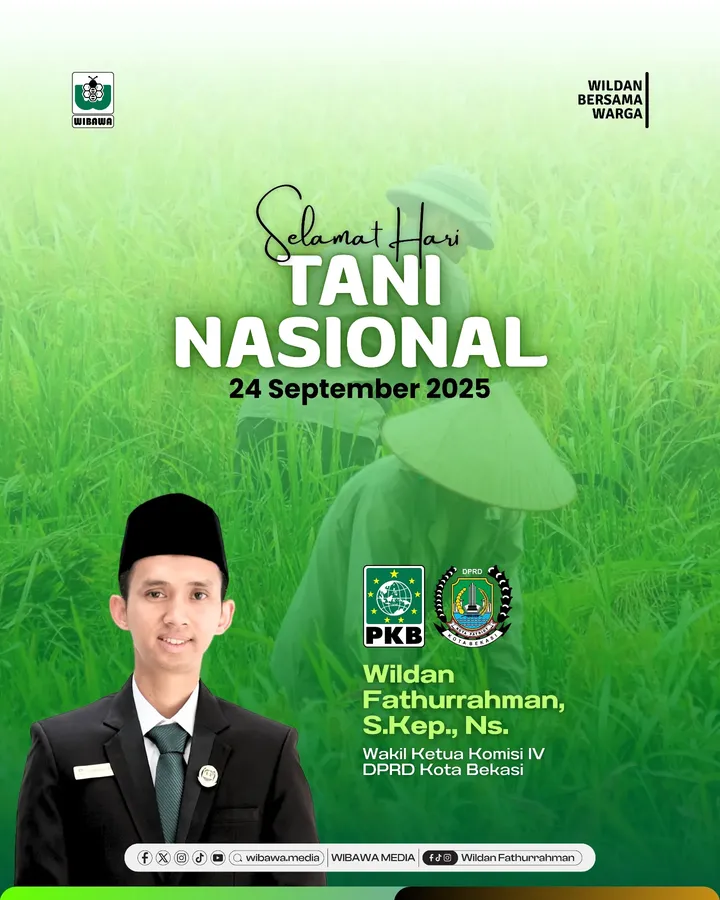 WIBAWA
WILDAN
BERSAMA
WARGA
Selamat Hari
TANI
NASIONAL
24 September 2025
PKB
DPRD
KOTA BEKASI
Wildan
Fathurrahman,
S.Kep., Ns.
Wakil Ketua Komisi IV
DPRD Kota Bekasi
wibawa.media
WIBAWA MEDIA
Wildan Fathurrahman